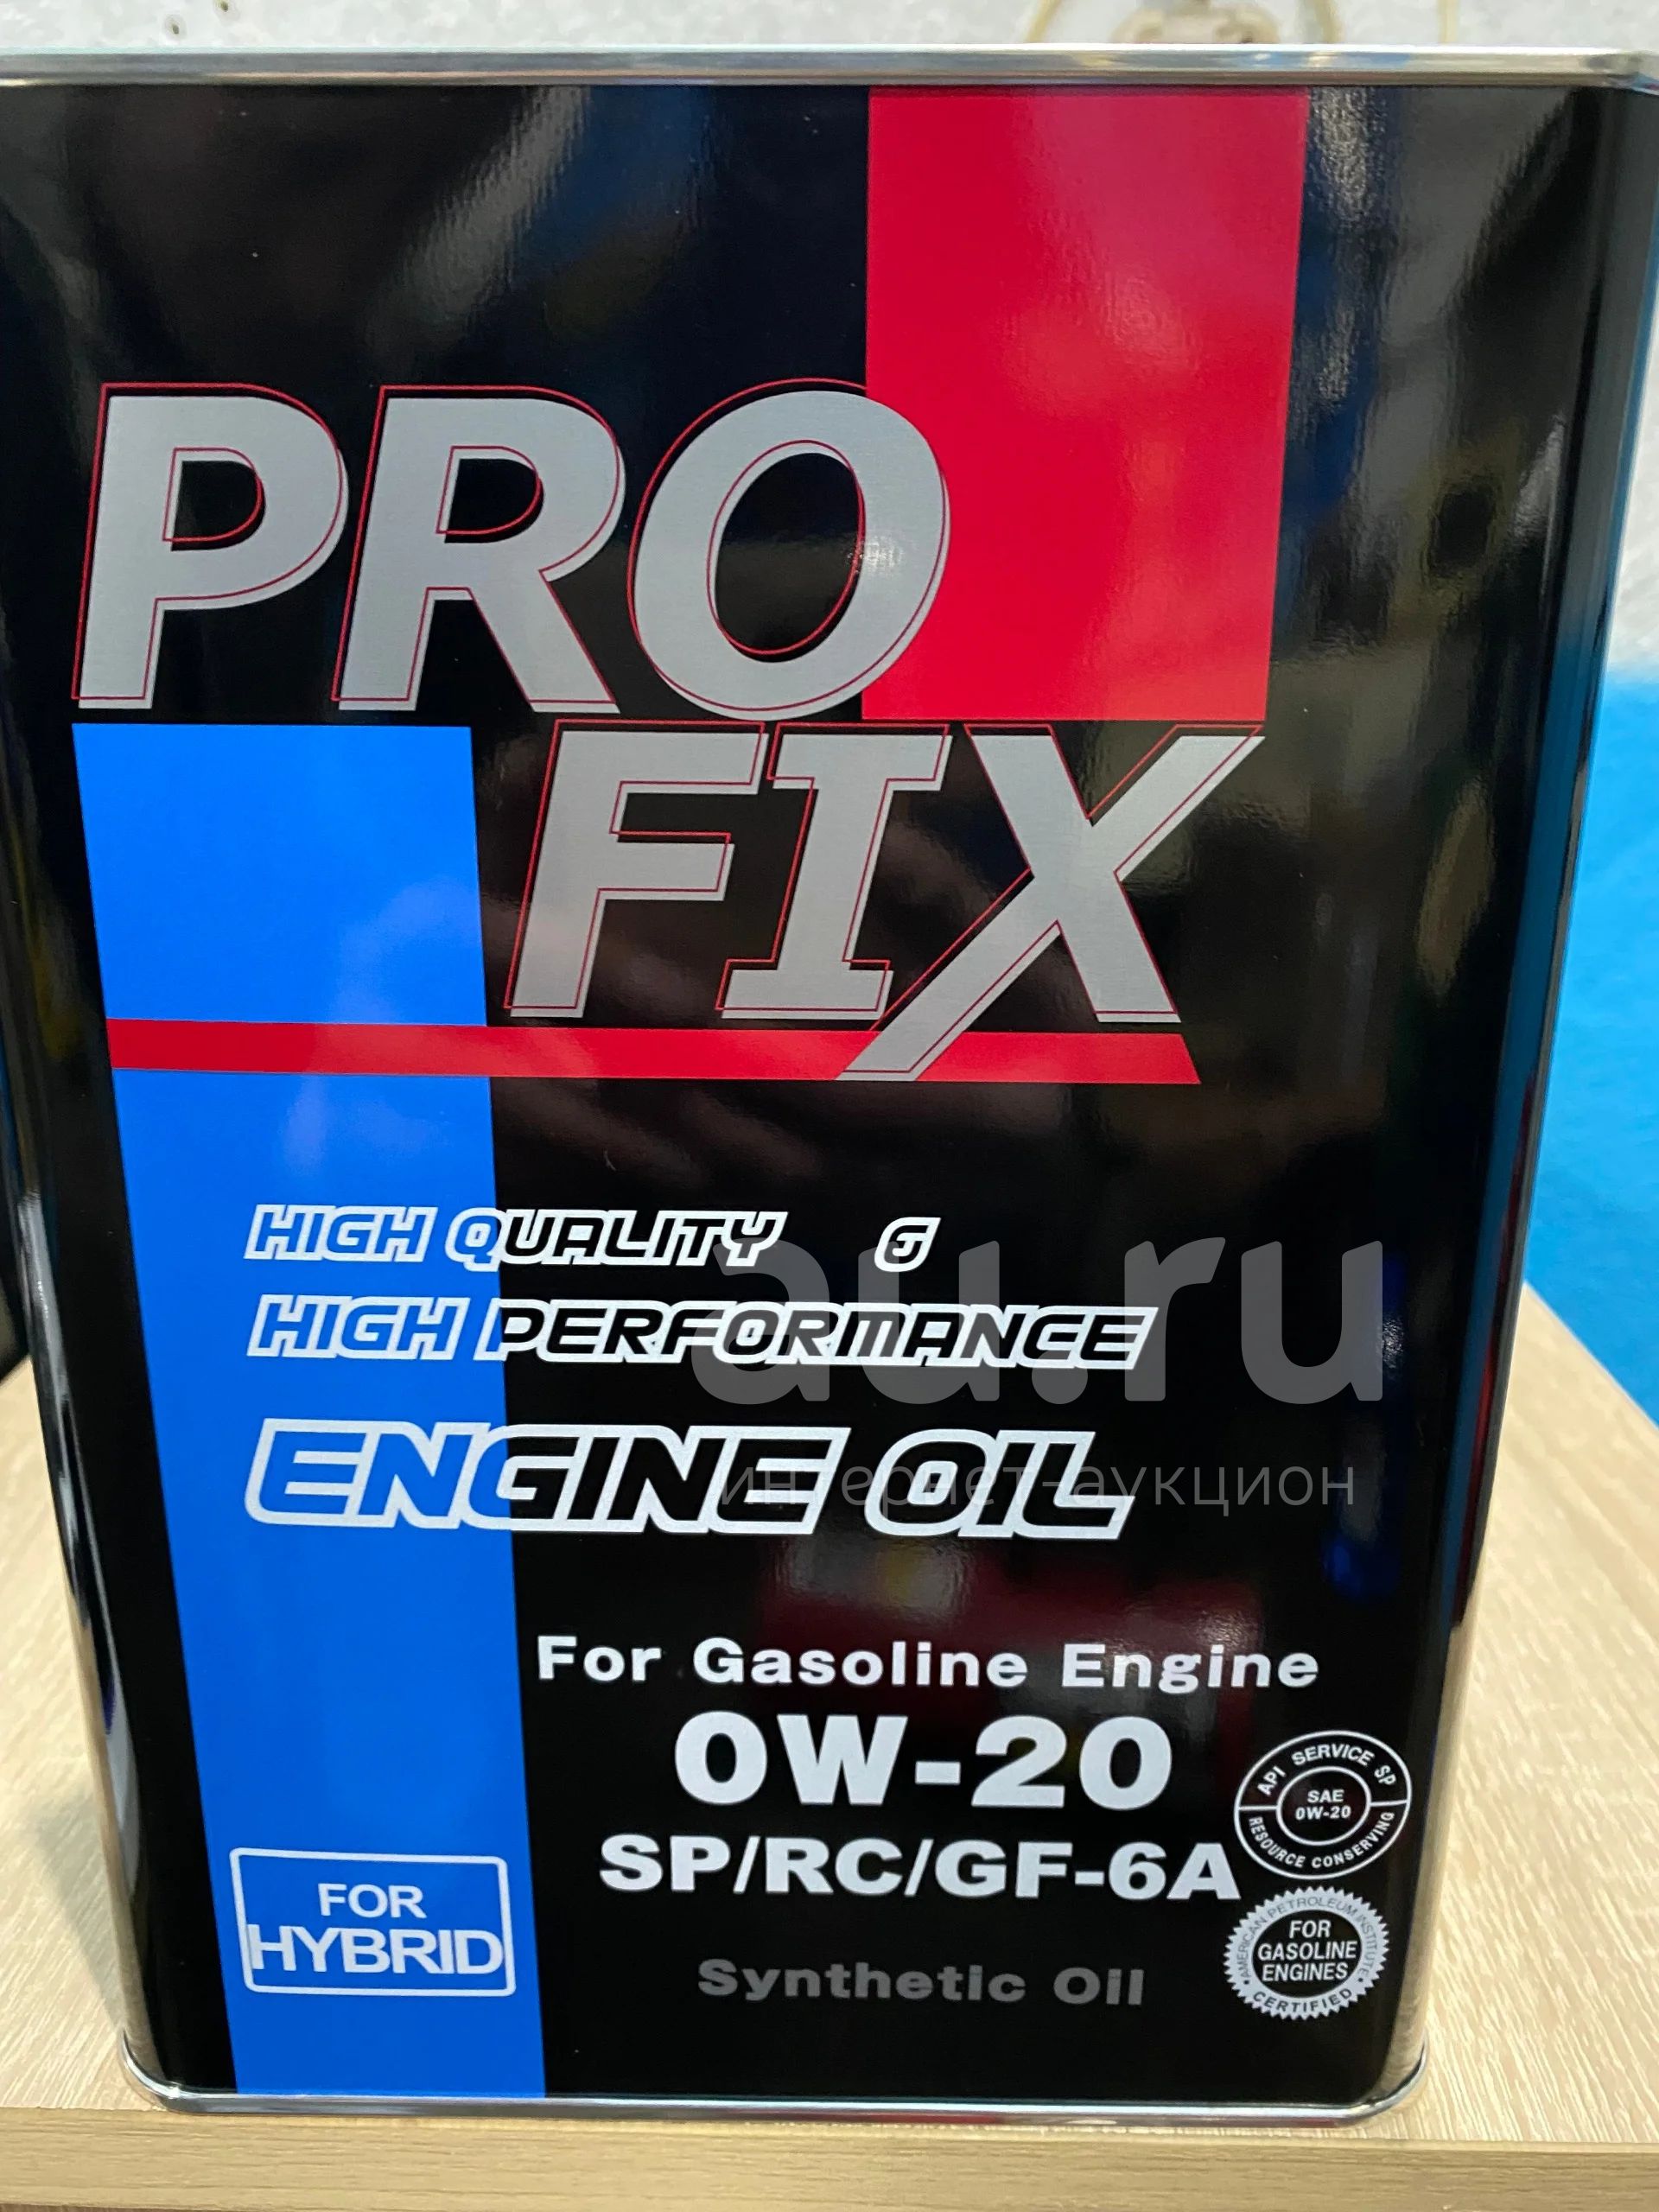 PRO
FIX
HIGH QUALITY &
HIGH PERFORMANCE
au.ru
ENGINE OIL
интернет-аукцион
For Gasoline Engine
0W-20
API SERVICE SP
SAE
0W-20
RESOURCE CONSERVING
SP/RC/GF-6A
FOR
HYBRID
AMERICAN PETROLEUM INSTITUTE
FOR
GASOLINE
ENGINES
CERTIFIED
Synthetic Oil